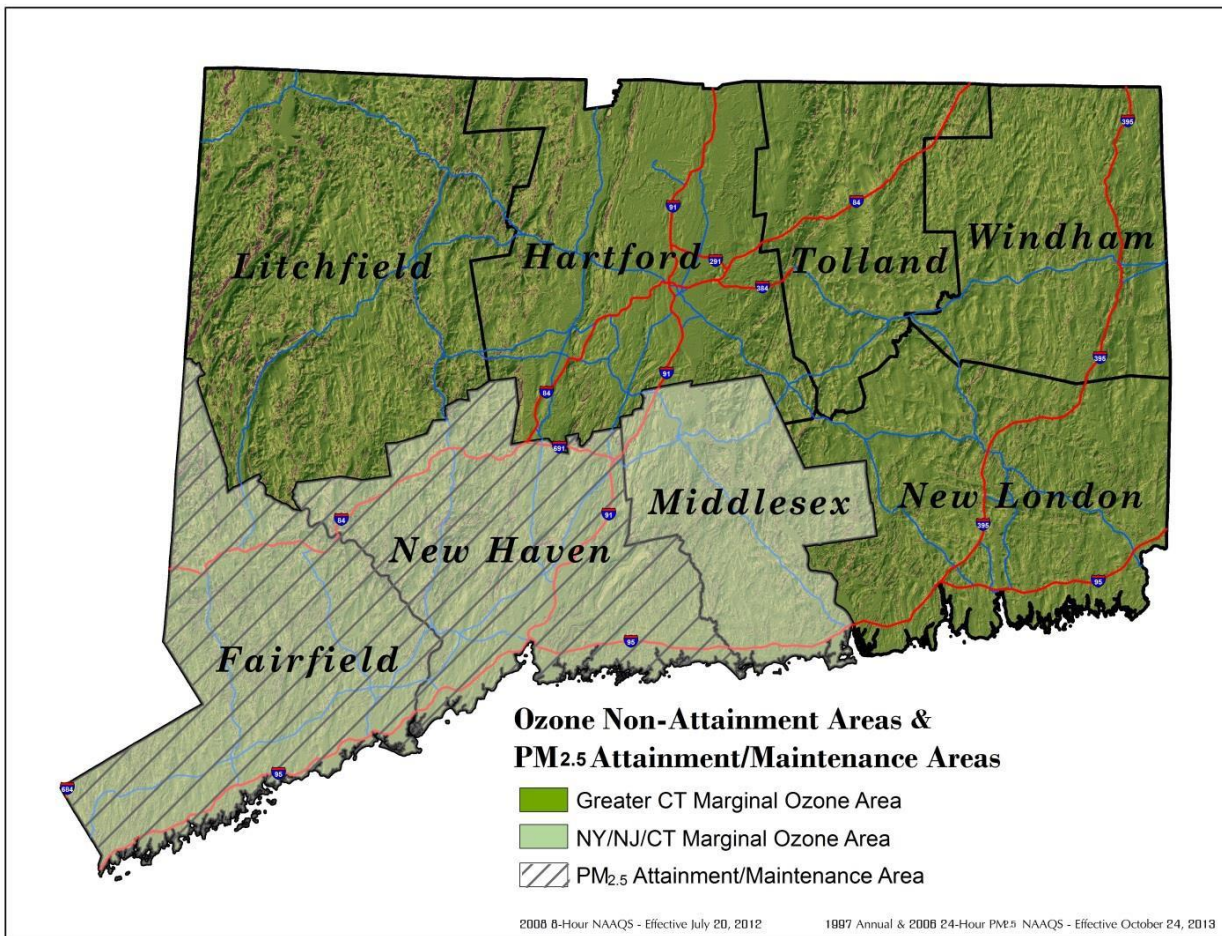 395
91
84
Litchfield
Hartford
Tolland
Windham
291
384
395
91
84
691
Middlesex
New London
84
91
395
New Haven
95
95
Fairfield
684
95
Ozone Non-Attainment Areas &
PM2.5 Attainment/Maintenance Areas
Greater CT Marginal Ozone Area
NY/NJ/CT Marginal Ozone Area
PM2.5 Attainment/Maintenance Area
2008 8-Hour NAAQS - Effective July 20, 2012
1997 Annual & 2006 24-Hour PM2.5 NAAQS - Effective October 24, 2013